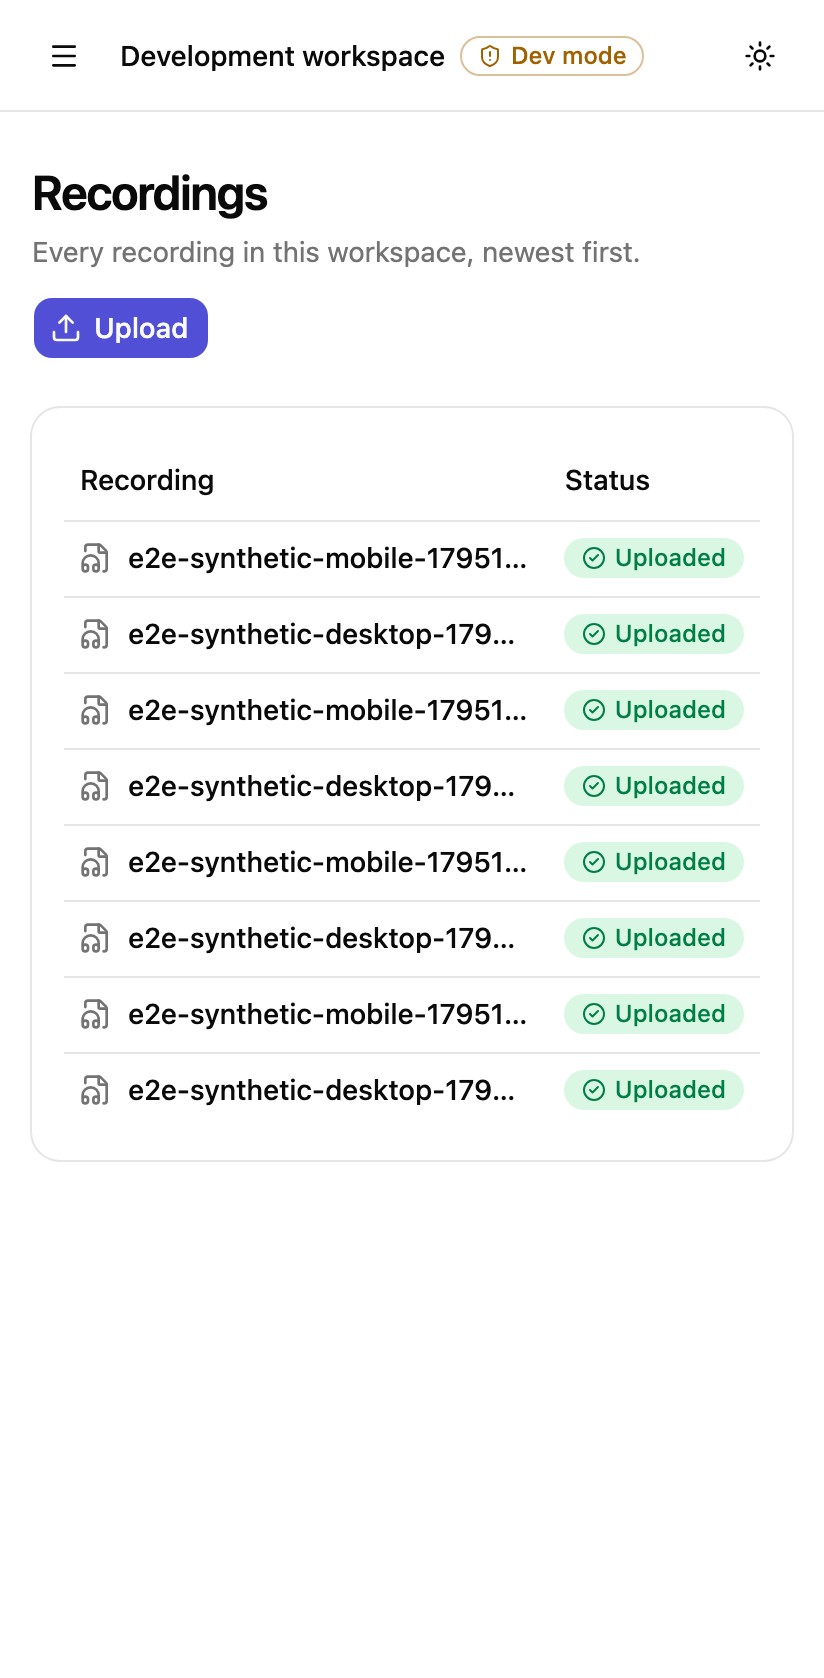 Development workspace Dev mode
Recordings
Every recording in this workspace, newest first.
Upload
Recording Status
e2e-synthetic-mobile-17951... Uploaded
e2e-synthetic-desktop-179... Uploaded
e2e-synthetic-mobile-17951... Uploaded
e2e-synthetic-desktop-179... Uploaded
e2e-synthetic-mobile-17951... Uploaded
e2e-synthetic-desktop-179... Uploaded
e2e-synthetic-mobile-17951... Uploaded
e2e-synthetic-desktop-179... Uploaded